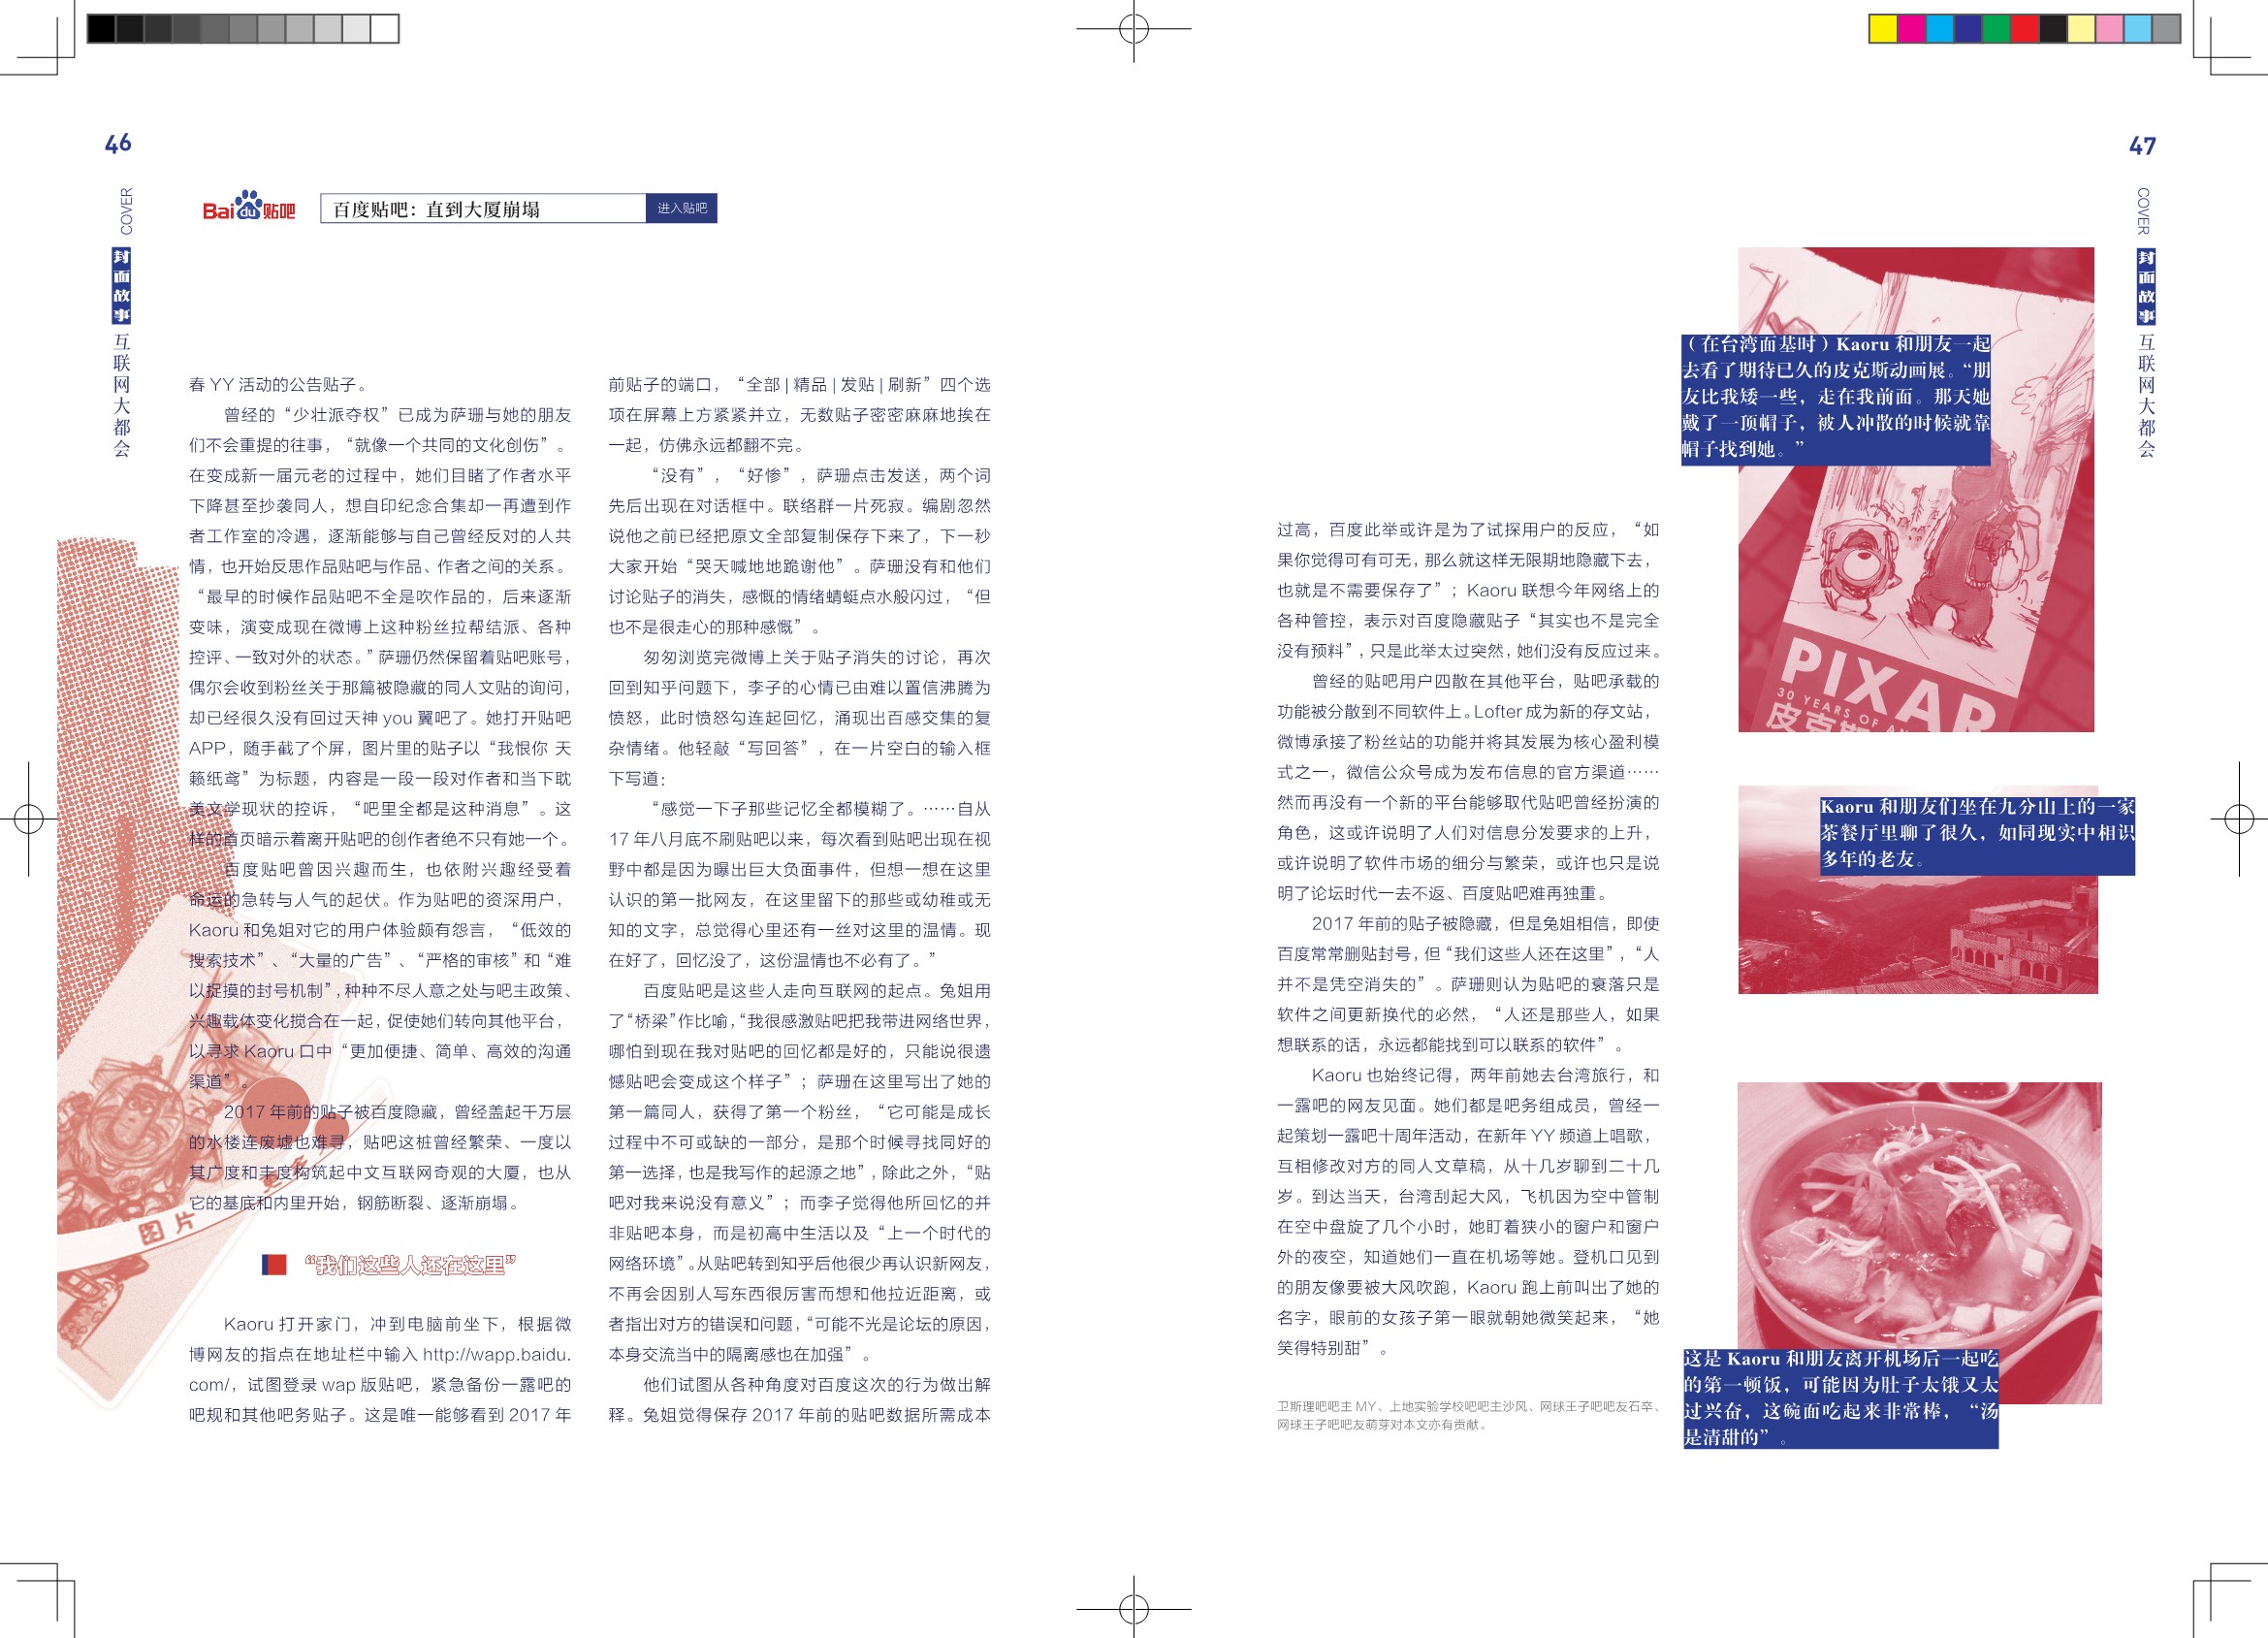 46
COVER
封面故事
互联网大都会
Bai du 贴吧
百度贴吧：直到大厦崩塌
进入贴吧
春 YY 活动的公告贴子。
曾经的“少壮派夺权”已成为萨珊与她的朋友
们不会重提的往事，“就像一个共同的文化创伤”。
在变成新一届元老的过程中，她们目睹了作者水平
下降甚至抄袭同人，想自印纪念合集却一再遭到作
者工作室的冷遇，逐渐能够与自己曾经反对的人共
情，也开始反思作品贴吧与作品、作者之间的关系。
“最早的时候作品贴吧不全是吹作品的，后来逐渐
变味，演变成现在微博上这种粉丝拉帮结派、各种
控评、一致对外的状态。”萨珊仍然保留着贴吧账号，
偶尔会收到粉丝关于那篇被隐藏的同人文贴的询问，
却已经很久没有回过天神 you 翼吧了。她打开贴吧
APP，随手截了个屏，图片里的贴子以“我恨你 天
籁纸鸢”为标题，内容是一段一段对作者和当下耽
美文学现状的控诉，“吧里全都是这种消息”。这
样的首页暗示着离开贴吧的创作者绝不只有她一个。
百度贴吧曾因兴趣而生，也依附兴趣经受着
命运的急转与人气的起伏。作为贴吧的资深用户，
Kaoru 和兔姐对它的用户体验颇有怨言，“低效的
搜索技术”、“大量的广告”、“严格的审核”和“难
以捉摸的封号机制”，种种不尽人意之处与吧主政策、
兴趣载体变化搅合在一起，促使她们转向其他平台，
以寻求 Kaoru 口中“更加便捷、简单、高效的沟通
渠道”。
2017 年前的贴子被百度隐藏，曾经盖起千万层
的水楼连废墟也难寻，贴吧这桩曾经繁荣、一度以
其广度和丰度构筑起中文互联网奇观的大厦，也从
它的基底和内里开始，钢筋断裂、逐渐崩塌。
图片
“我们这些人还在这里”
Kaoru 打开家门，冲到电脑前坐下，根据微
博网友的指点在地址栏中输入 http://wapp.baidu.
com/，试图登录 wap 版贴吧，紧急备份一露吧的
吧规和其他吧务贴子。这是唯一能够看到 2017 年
前贴子的端口，“全部 | 精品 | 发贴 | 刷新”四个选
项在屏幕上方紧紧并立，无数贴子密密麻麻地挨在
一起，仿佛永远都翻不完。
“没有”，“好惨”，萨珊点击发送，两个词
先后出现在对话框中。联络群一片死寂。编剧忽然
说他之前已经把原文全部复制保存下来了，下一秒
大家开始“哭天喊地地跪谢他”。萨珊没有和他们
讨论贴子的消失，感慨的情绪蜻蜓点水般闪过，“但
也不是很走心的那种感慨”。
匆匆浏览完微博上关于贴子消失的讨论，再次
回到知乎问题下，李子的心情已由难以置信沸腾为
愤怒，此时愤怒勾连起回忆，涌现出百感交集的复
杂情绪。他轻敲“写回答”，在一片空白的输入框
下写道：
“感觉一下子那些记忆全都模糊了。……自从
17 年八月底不刷贴吧以来，每次看到贴吧出现在视
野中都是因为曝出巨大负面事件，但想一想在这里
认识的第一批网友，在这里留下的那些或幼稚或无
知的文字，总觉得心里还有一丝对这里的温情。现
在好了，回忆没了，这份温情也不必有了。”
百度贴吧是这些人走向互联网的起点。兔姐用
了“桥梁”作比喻，“我很感激贴吧把我带进网络世界，
哪怕到现在我对贴吧的回忆都是好的，只能说很遗
憾贴吧会变成这个样子”；萨珊在这里写出了她的
第一篇同人，获得了第一个粉丝，“它可能是成长
过程中不可或缺的一部分，是那个时候寻找同好的
第一选择，也是我写作的起源之地”，除此之外，“贴
吧对我来说没有意义”；而李子觉得他所回忆的并
非贴吧本身，而是初高中生活以及“上一个时代的
网络环境”。从贴吧转到知乎后他很少再认识新网友，
不再会因别人写东西很厉害而想和他拉近距离，或
者指出对方的错误和问题，“可能不光是论坛的原因，
本身交流当中的隔离感也在加强”。
他们试图从各种角度对百度这次的行为做出解
释。兔姐觉得保存 2017 年前的贴吧数据所需成本
过高，百度此举或许是为了试探用户的反应，“如
果你觉得可有可无，那么就这样无限期地隐藏下去，
也就是不需要保存了”；Kaoru 联想今年网络上的
各种管控，表示对百度隐藏贴子“其实也不是完全
没有预料”，只是此举太过突然，她们没有反应过来。
曾经的贴吧用户四散在其他平台，贴吧承载的
功能被分散到不同软件上。Lofter 成为新的存文站，
微博承接了粉丝站的功能并将其发展为核心盈利模
式之一，微信公众号成为发布信息的官方渠道……
然而再没有一个新的平台能够取代贴吧曾经扮演的
角色，这或许说明了人们对信息分发要求的上升，
或许说明了软件市场的细分与繁荣，或许也只是说
明了论坛时代一去不返、百度贴吧难再独重。
2017 年前的贴子被隐藏，但是兔姐相信，即使
百度常常删贴封号，但“我们这些人还在这里”，“人
并不是凭空消失的”。萨珊则认为贴吧的衰落只是
软件之间更新换代的必然，“人还是那些人，如果
想联系的话，永远都能找到可以联系的软件”。
Kaoru 也始终记得，两年前她去台湾旅行，和
一露吧的网友见面。她们都是吧务组成员，曾经一
起策划一露吧十周年活动，在新年 YY 频道上唱歌，
互相修改对方的同人文草稿，从十几岁聊到二十几
岁。到达当天，台湾刮起大风，飞机因为空中管制
在空中盘旋了几个小时，她盯着狭小的窗户和窗户
外的夜空，知道她们一直在机场等她。登机口见到
的朋友像要被大风吹跑，Kaoru 跑上前叫出了她的
名字，眼前的女孩子第一眼就朝她微笑起来，“她
笑得特别甜”。
卫斯理吧吧主 MY、上地实验学校吧吧主沙风、网球王子吧吧友石卒、
网球王子吧吧友萌芽对本文亦有贡献。
47
COVER
封面故事
互联网大都会
（在台湾面基时）Kaoru 和朋友一起
去看了期待已久的皮克斯动画展。“朋
友比我矮一些，走在我前面。那天她
戴了一顶帽子，被人冲散的时候就靠
帽子找到她。”
PIXAR
30 YEARS OF AN
皮克斯
Kaoru 和朋友们坐在九分山上的一家
茶餐厅里聊了很久，如同现实中相识
多年的老友。
这是 Kaoru 和朋友离开机场后一起吃
的第一顿饭，可能因为肚子太饿又太
过兴奋，这碗面吃起来非常棒，“汤
是清甜的”。